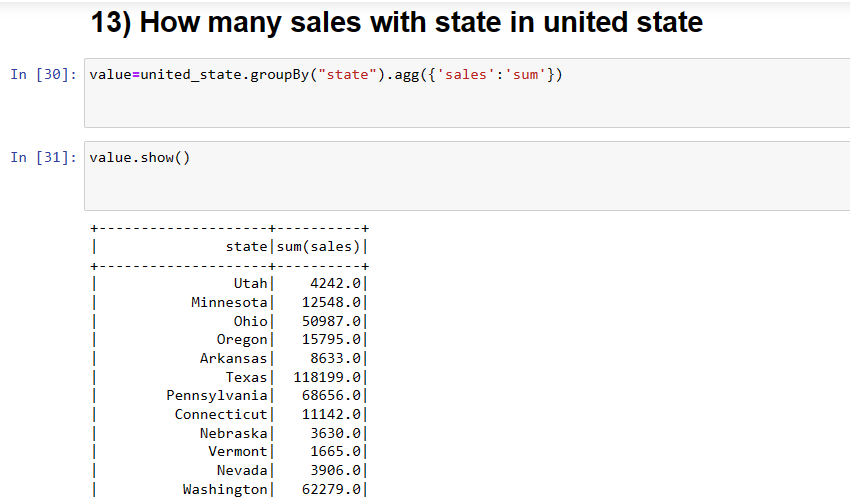 13) How many sales with state in united state
In [30]: value=united_state.groupBy("state").agg({'sales':'sum'})
In [31]: value.show()
+--------------------+----------+
|               state|sum(sales)|
+--------------------+----------+
|                Utah|    4242.0|
|           Minnesota|   12548.0|
|                Ohio|   50987.0|
|              Oregon|   15795.0|
|            Arkansas|    8633.0|
|               Texas|  118199.0|
|        Pennsylvania|   68656.0|
|         Connecticut|   11142.0|
|            Nebraska|    3630.0|
|             Vermont|    1665.0|
|              Nevada|    3906.0|
|          Washington|   62279.0|